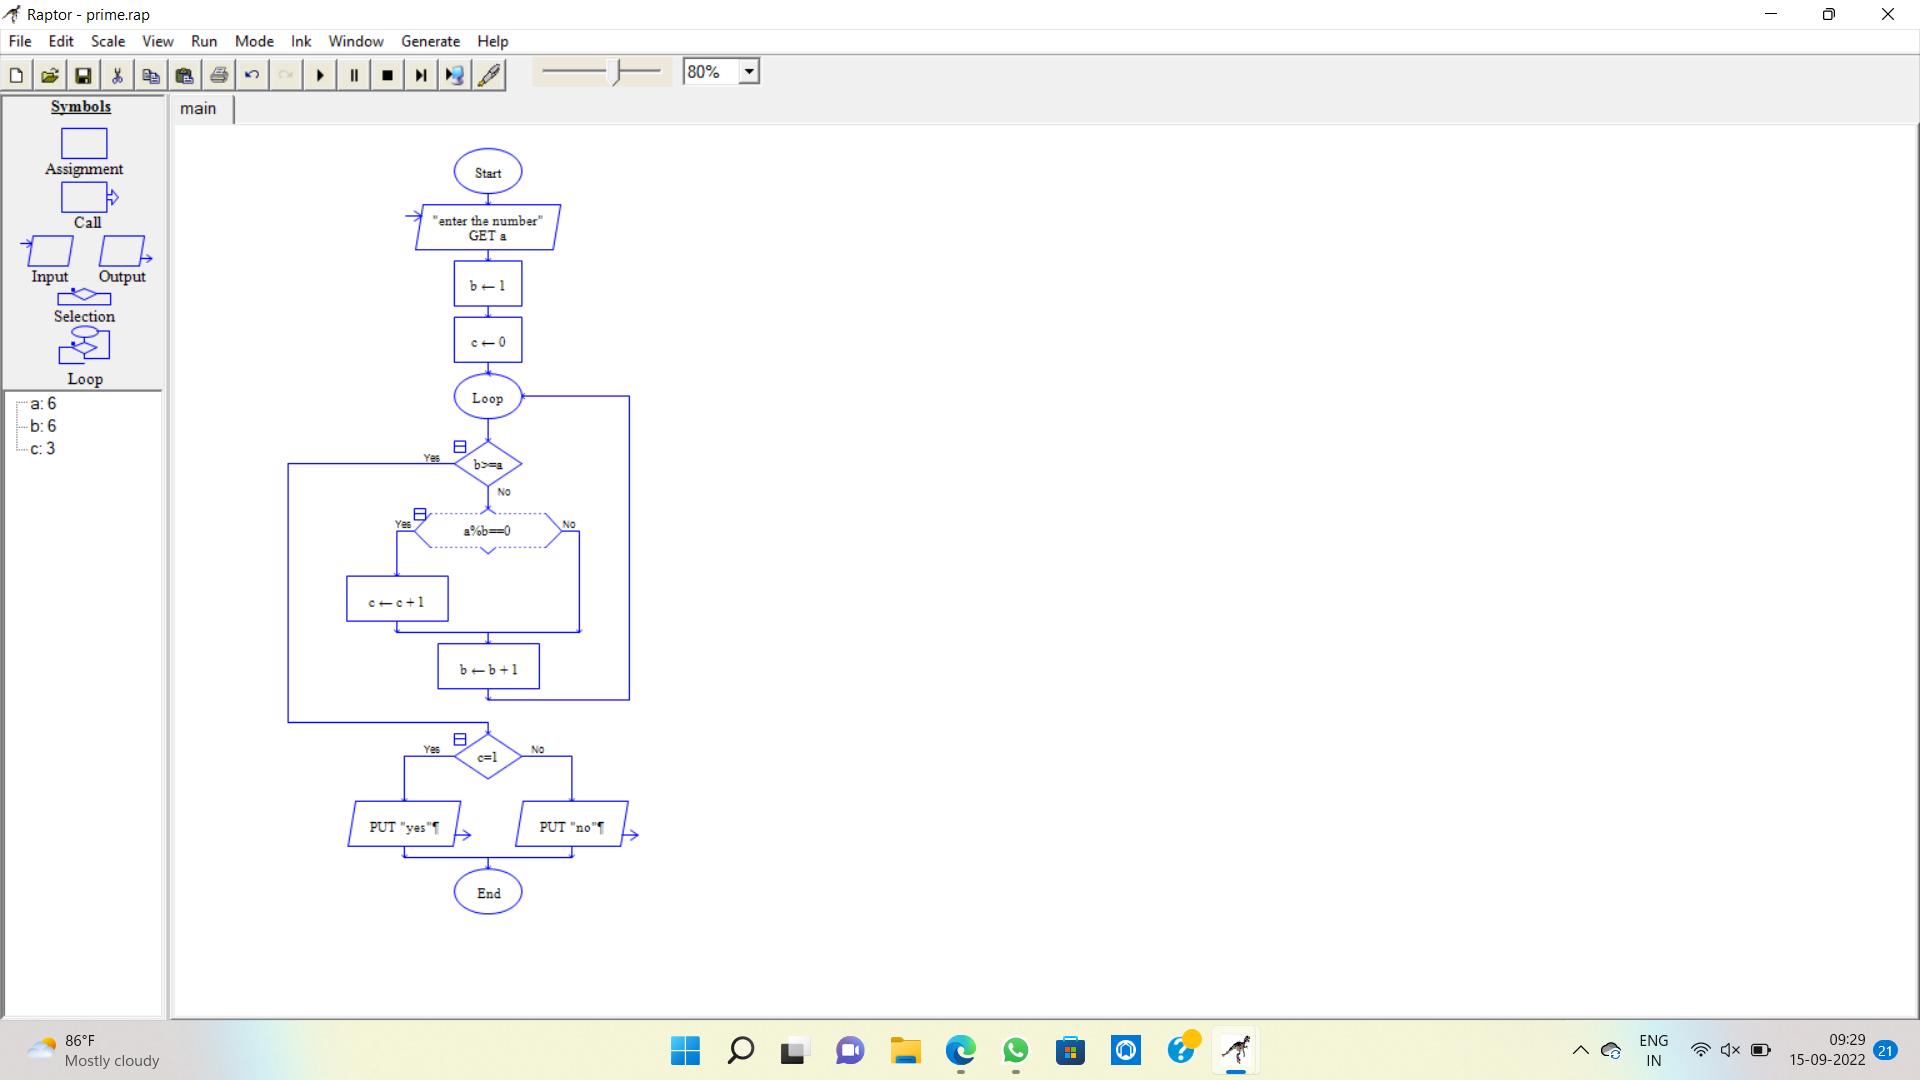 Raptor - prime.rap
File Edit Scale View Run Mode Ink Window Generate Help
80%
Symbols
Assignment
Call
Input Output
Selection
Loop
a: 6
b: 6
c: 3
main
Start
"enter the number"
GET a
b ← 1
c ← 0
Loop
Yes
b>=a
No
Yes
a%b==0
No
c ← c + 1
b ← b + 1
Yes
c=1
No
PUT "yes"¶
PUT "no"¶
End
86°F
Mostly cloudy
ENG
IN
09:29
15-09-2022
21